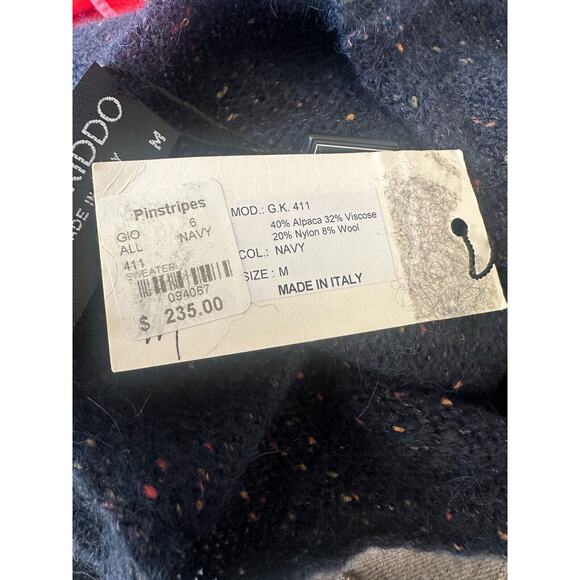 IDDO
M
Pinstripes
GIO 6
ALL NAVY
411
SWEATER
094067
$ 235.00
MOD.: G.K. 411
40% Alpaca 32% Viscose
20% Nylon 8% Wool
COL.: NAVY
SIZE : M
MADE IN ITALY